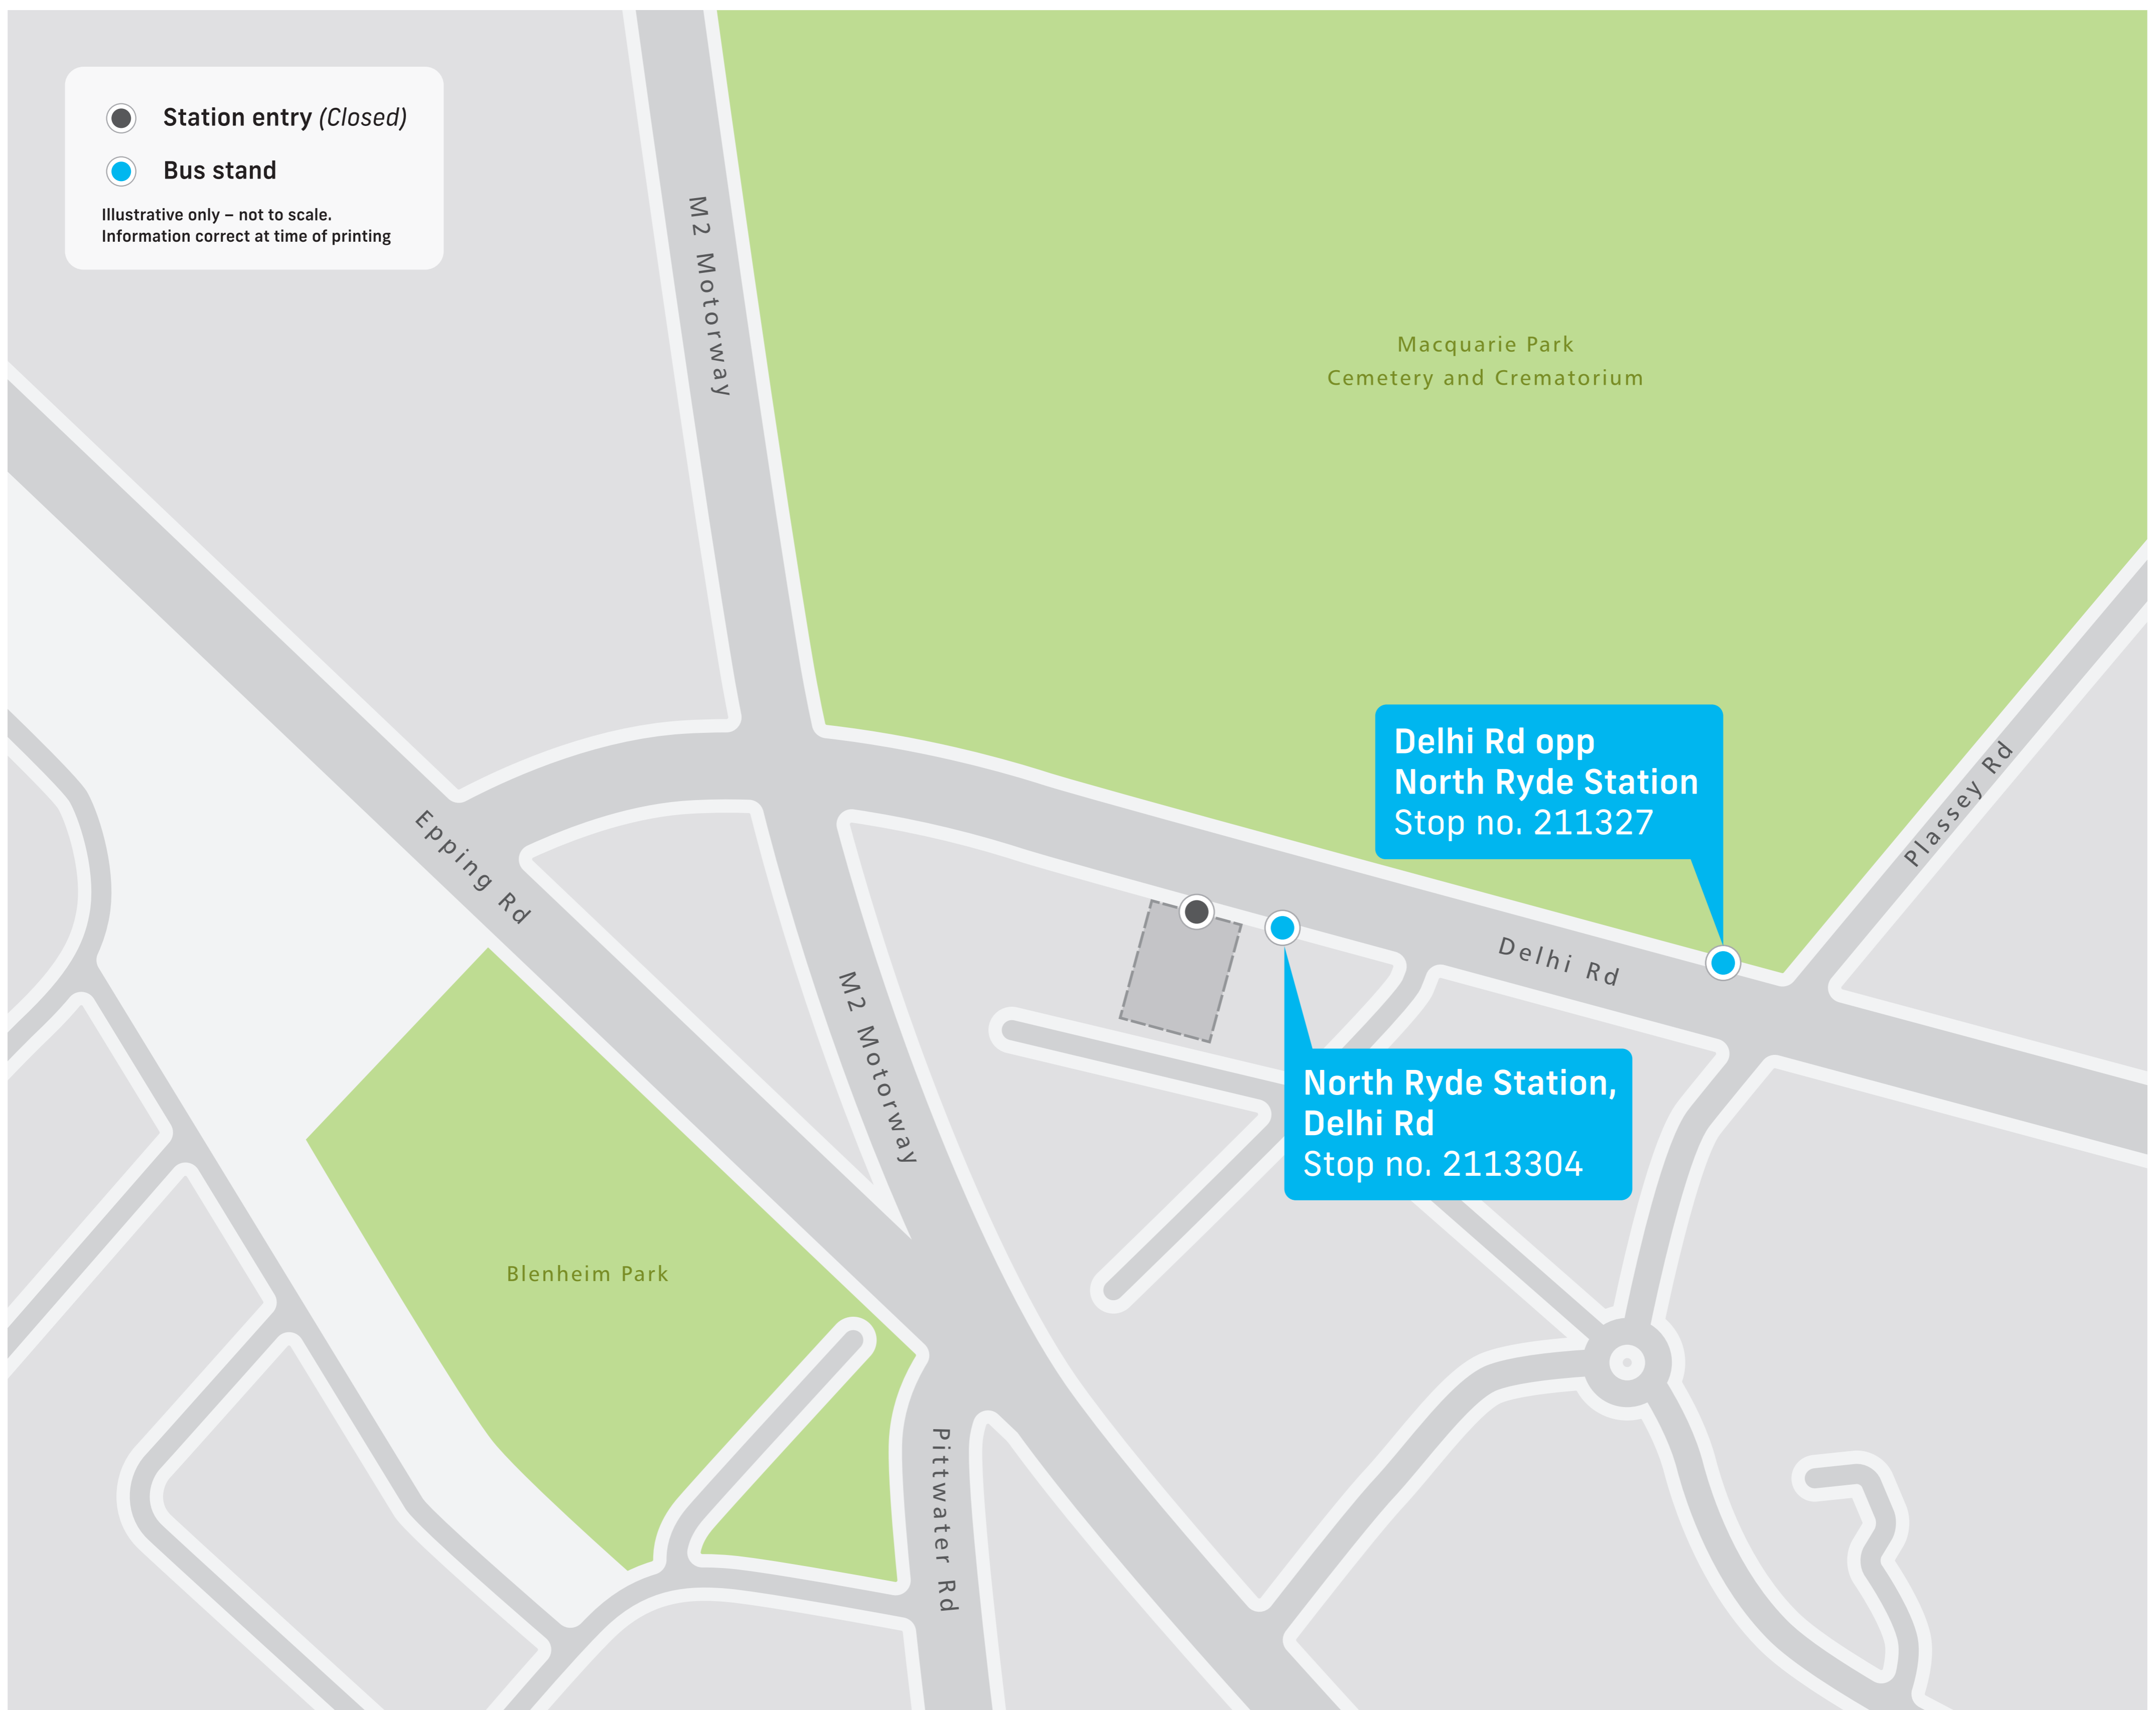 Station entry (Closed)
Bus stand
Illustrative only – not to scale.
Information correct at time of printing
M2 Motorway
Macquarie Park
Cemetery and Crematorium
Delhi Rd opp
North Ryde Station
Stop no. 211327
Plassey Rd
Epping Rd
Delhi Rd
M2 Motorway
North Ryde Station,
Delhi Rd
Stop no. 2113304
Blenheim Park
Pittwater Rd